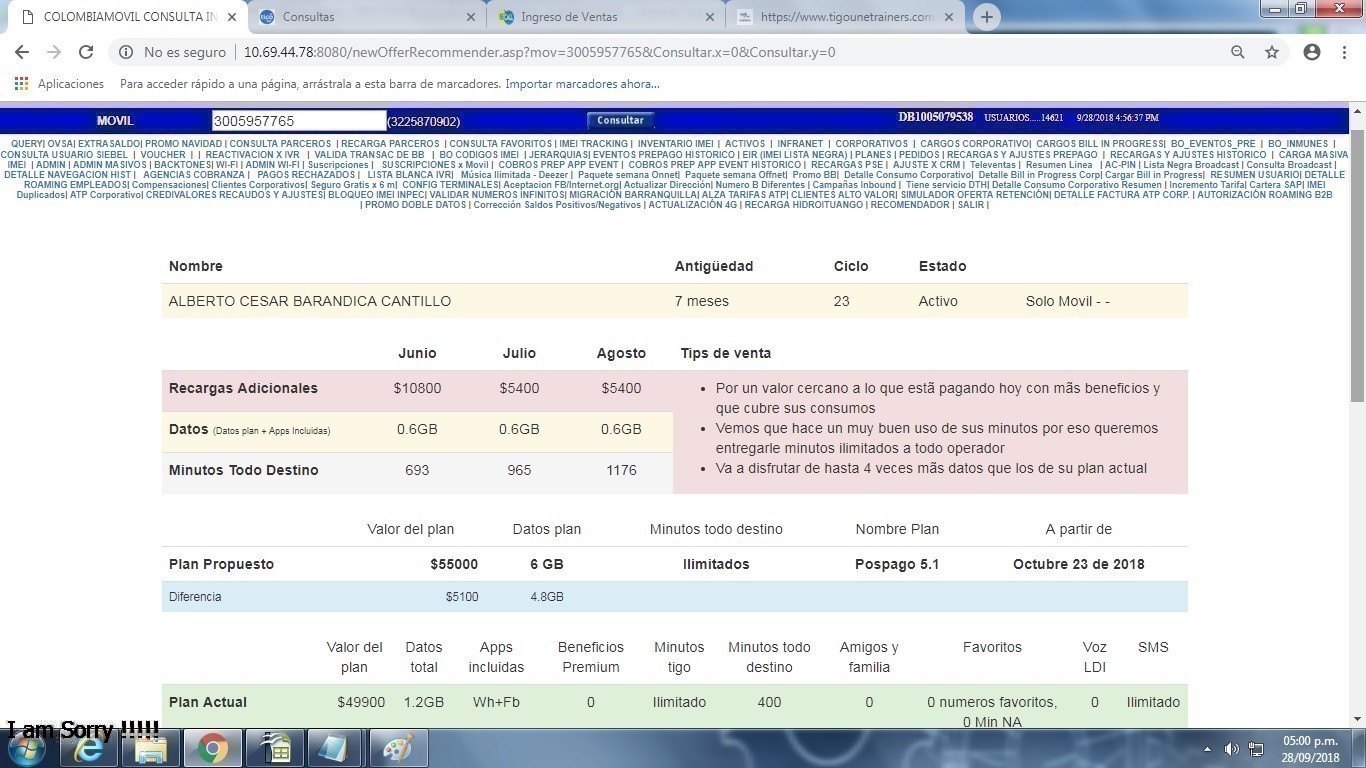 COLOMBIAMOVIL CONSULTA IN
Consultas
Ingreso de Ventas
https://www.tigounetrainers.com
No es seguro 10.69.44.78:8080/newOfferRecommender.asp?mov=3005957765&Consultar.x=0&Consultar.y=0
Aplicaciones Para acceder rápido a una página, arrástrala a esta barra de marcadores. Importar marcadores ahora...
MOVIL 3005957765 (3225870902) Consultar DB1005079538 USUARIOS.....14621 9/28/2018 4:56:37 PM
QUERY| OVSA| EXTRASALDO| PROMO NAVIDAD | CONSULTA PARCEROS | RECARGA PARCEROS | CONSULTA FAVORITOS | IMEI TRACKING | INVENTARIO IMEI | ACTIVOS | INFRANET | CORPORATIVOS | CARGOS CORPORATIVO| CARGOS BILL IN PROGRESS| BO_EVENTOS_PRE | BO_INMUNES |
CONSULTA USUARIO SIEBEL | VOUCHER | | REACTIVACION X IVR | VALIDA TRANSAC DE BB | BO CODIGOS IMEI | JERARQUIAS| EVENTOS PREPAGO HISTORICO | EIR (IMEI LISTA NEGRA) | PLANES | PEDIDOS | RECARGAS Y AJUSTES PREPAGO | RECARGAS Y AJUSTES HISTORICO | CARGA MASIVA
IMEI | ADMIN | ADMIN MASIVOS | BACKTONES| WI-FI | ADMIN WI-FI | Suscripciones | SUSCRIPCIONES x Movil | COBROS PREP APP EVENT | COBROS PREP APP EVENT HISTORICO | RECARGAS PSE | AJUSTE X CRM | Televentas | Resumen Linea | AC-PIN | Lista Negra Broadcast | Consulta Broadcast |
DETALLE NAVEGACION HIST | AGENCIAS COBRANZA | PAGOS RECHAZADOS | LISTA BLANCA IVR| Música Ilimitada - Deezer | Paquete semana Onnet| Paquete semana Offnet| Promo BB| Detalle Consumo Corporativo| Detalle Bill in Progress Corp| Cargar Bill in Progress| RESUMEN USUARIO| DETALLE
ROAMING EMPLEADOS| Compensaciones| Clientes Corporativos| Seguro Gratis x 6 m| CONFIG TERMINALES| Aceptacion FB/Internet.org| Actualizar Dirección| Numero B Diferentes | Campañas Inbound | Tiene servicio DTH| Detalle Consumo Corporativo Resumen | Incremento Tarifa| Cartera SAP| IMEI
Duplicados| ATP Corporativo| CREDIVALORES RECAUDOS Y AJUSTES| BLOQUEO IMEI INPEC| VALIDAR NUMEROS INFINITOS| MIGRACIÓN BARRANQUILLA| ALZA TARIFAS ATP| CLIENTES ALTO VALOR| SIMULADOR OFERTA RETENCIÓN| DETALLE FACTURA ATP CORP. | AUTORIZACIÓN ROAMING B2B
| PROMO DOBLE DATOS | Corrección Saldos Positivos/Negativos | ACTUALIZACIÓN 4G | RECARGA HIDROITUANGO | RECOMENDADOR | SALIR |
Nombre Antigüedad Ciclo Estado
ALBERTO CESAR BARANDICA CANTILLO 7 meses 23 Activo Solo Movil - -
Junio Julio Agosto Tips de venta
Recargas Adicionales $10800 $5400 $5400
Datos (Datos plan + Apps Incluidas) 0.6GB 0.6GB 0.6GB
Minutos Todo Destino 693 965 1176
• Por un valor cercano a lo que estã pagando hoy con mãs beneficios y
que cubre sus consumos
• Vemos que hace un muy buen uso de sus minutos por eso queremos
entregarle minutos ilimitados a todo operador
• Va a disfrutar de hasta 4 veces mãs datos que los de su plan actual
Valor del plan Datos plan Minutos todo destino Nombre Plan A partir de
Plan Propuesto $55000 6 GB Ilimitados Pospago 5.1 Octubre 23 de 2018
Diferencia $5100 4.8GB
Valor del Datos Apps Beneficios Minutos Minutos todo Amigos y Favoritos Voz SMS
plan total incluidas Premium tigo destino familia LDI
Plan Actual $49900 1.2GB Wh+Fb 0 Ilimitado 400 0 0 numeros favoritos, 0 Ilimitado
0 Min NA
I am Sorry !!!!!
05:00 p.m.
28/09/2018